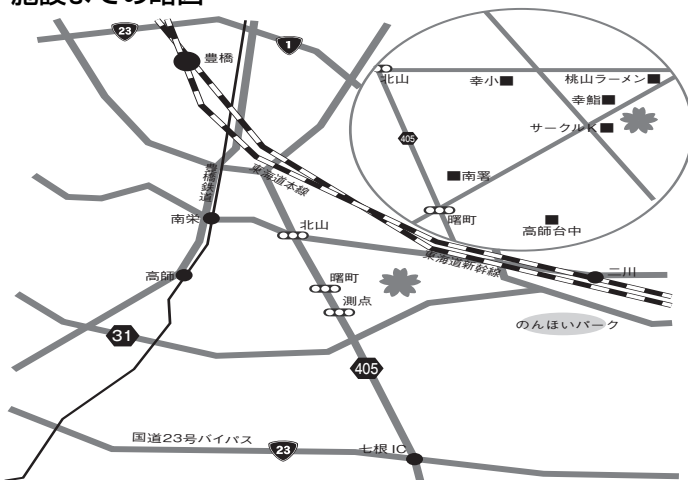 施設までの略図
23
1
豊橋
北山
幸小
桃山ラーメン
幸鮨
サークルK
405
南署
曙町
高師台中
豊橋鉄道
東海道本線
南栄
北山
高師
曙町
測点
東海道新幹線
二川
のんほいパーク
31
405
国道23号バイパス
23
七根IC